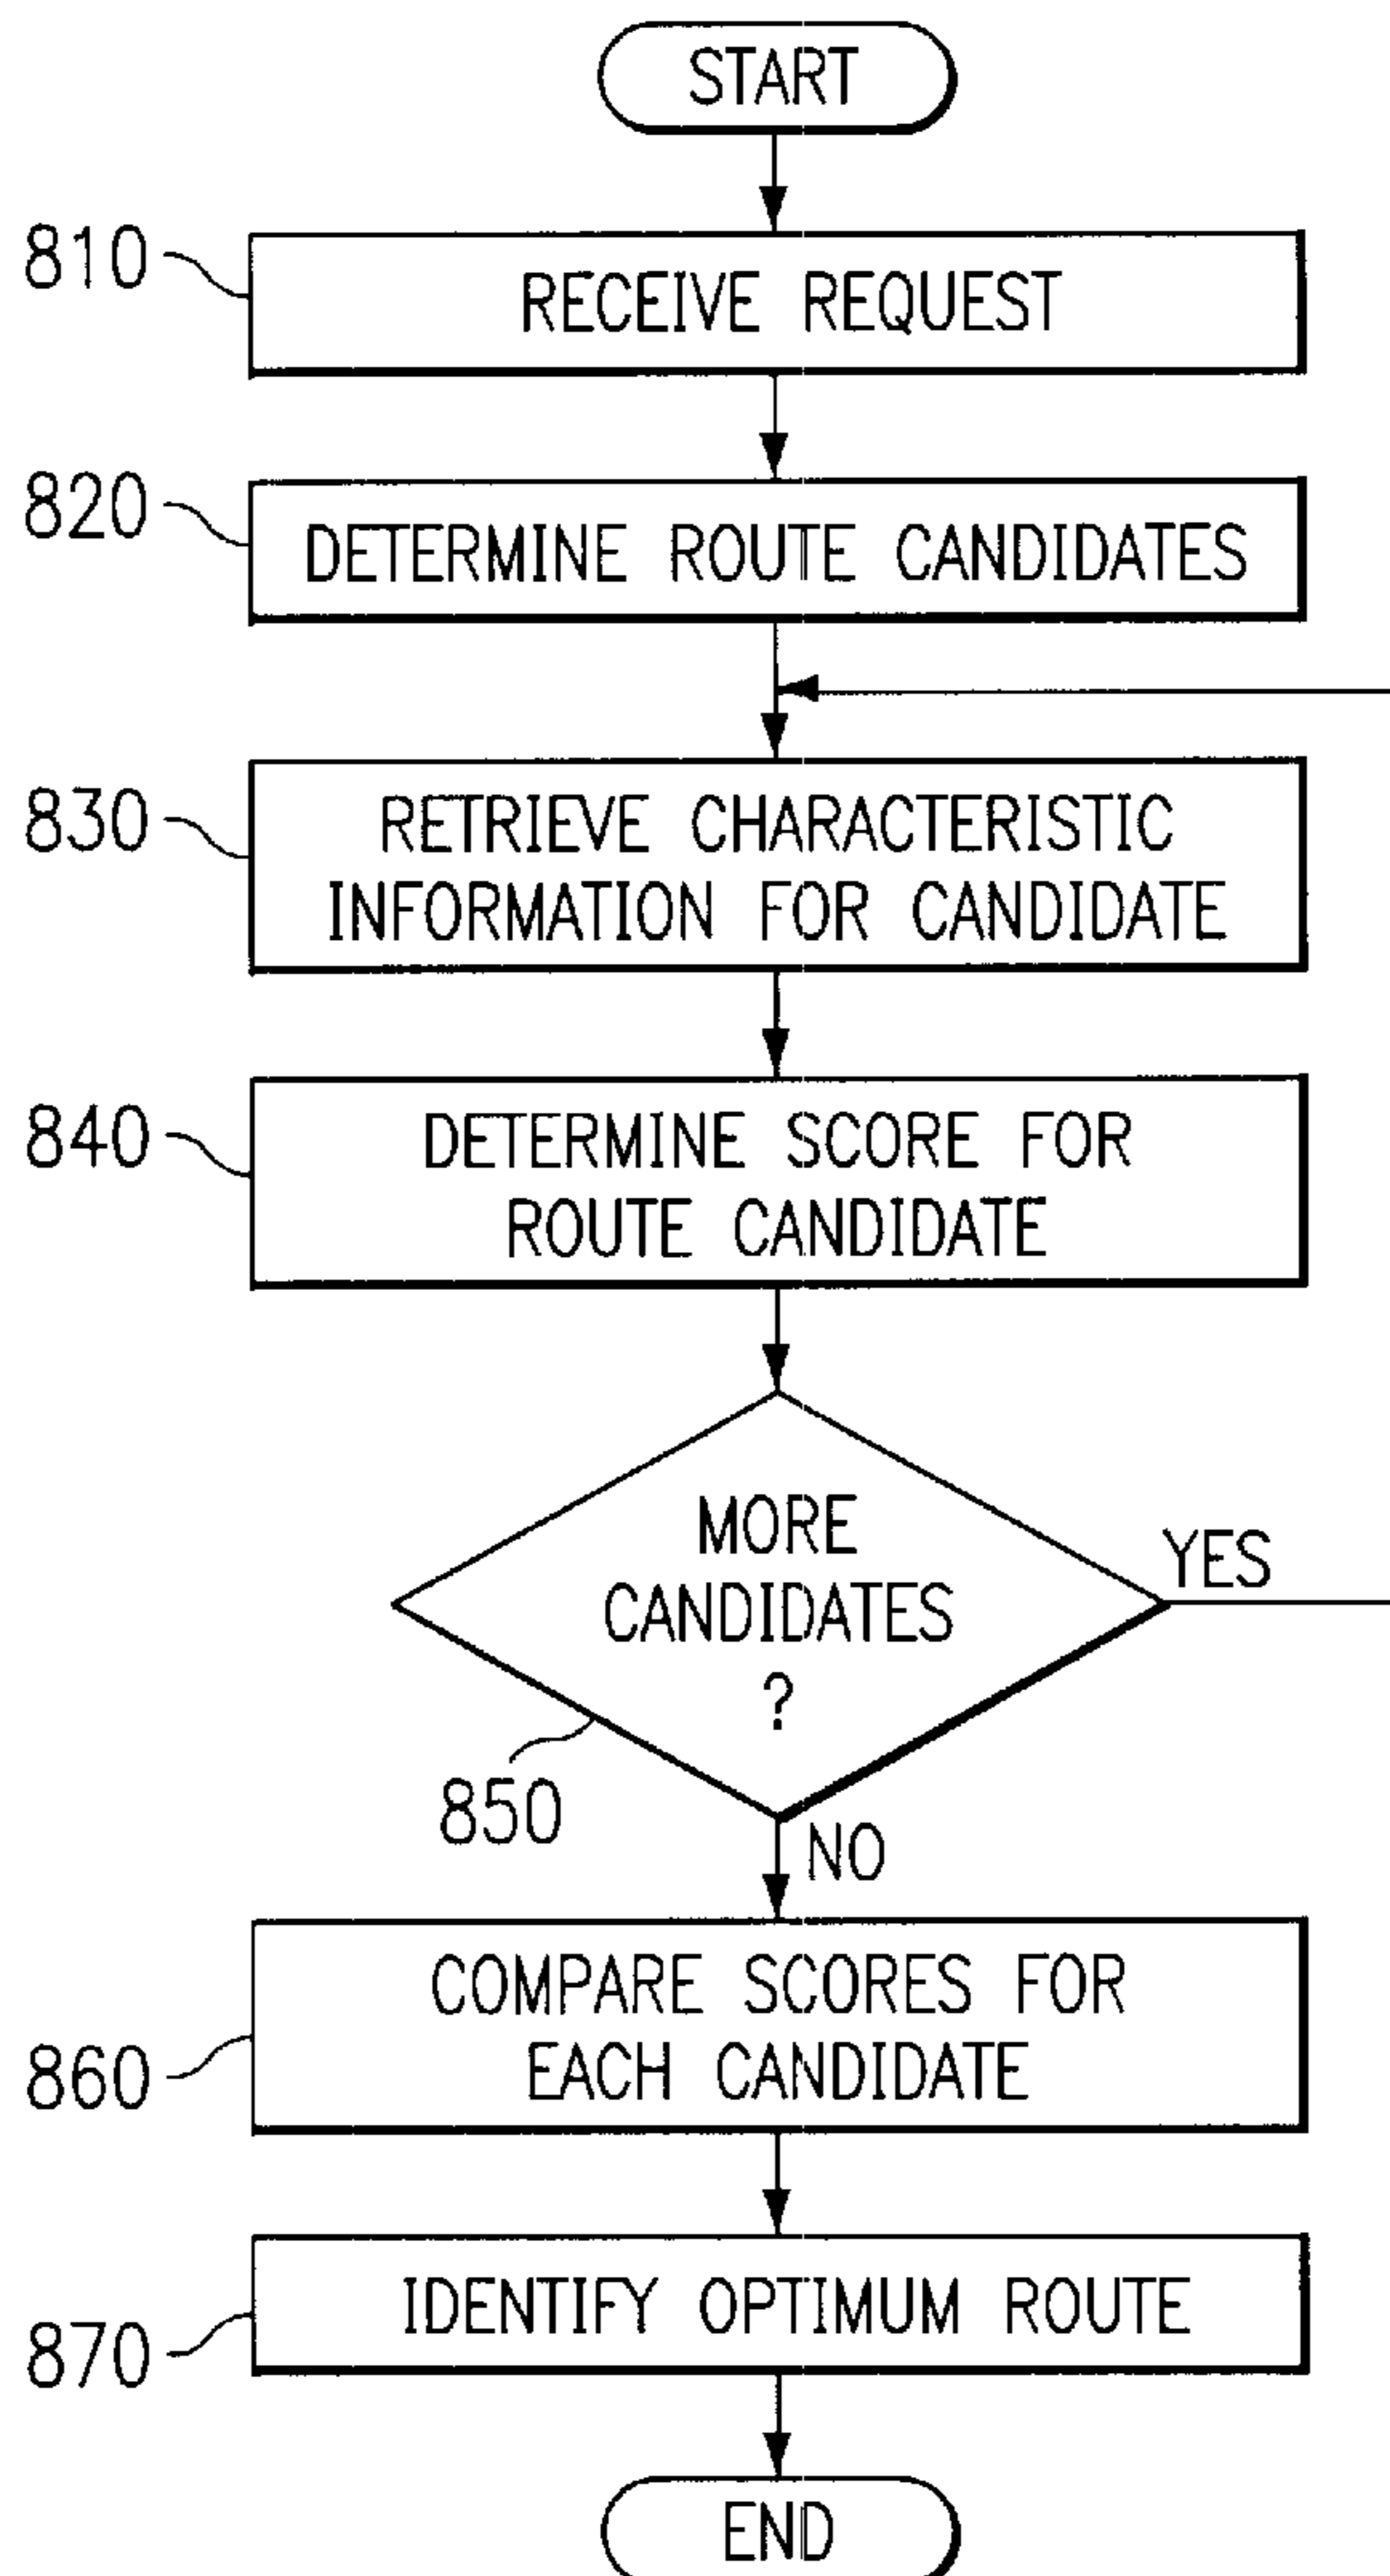 START
810
RECEIVE REQUEST
820
DETERMINE ROUTE CANDIDATES
830
RETRIEVE CHARACTERISTIC
INFORMATION FOR CANDIDATE
840
DETERMINE SCORE FOR
ROUTE CANDIDATE
MORE
CANDIDATES
?
YES
850
NO
COMPARE SCORES FOR
EACH CANDIDATE
860
IDENTIFY OPTIMUM ROUTE
870
END